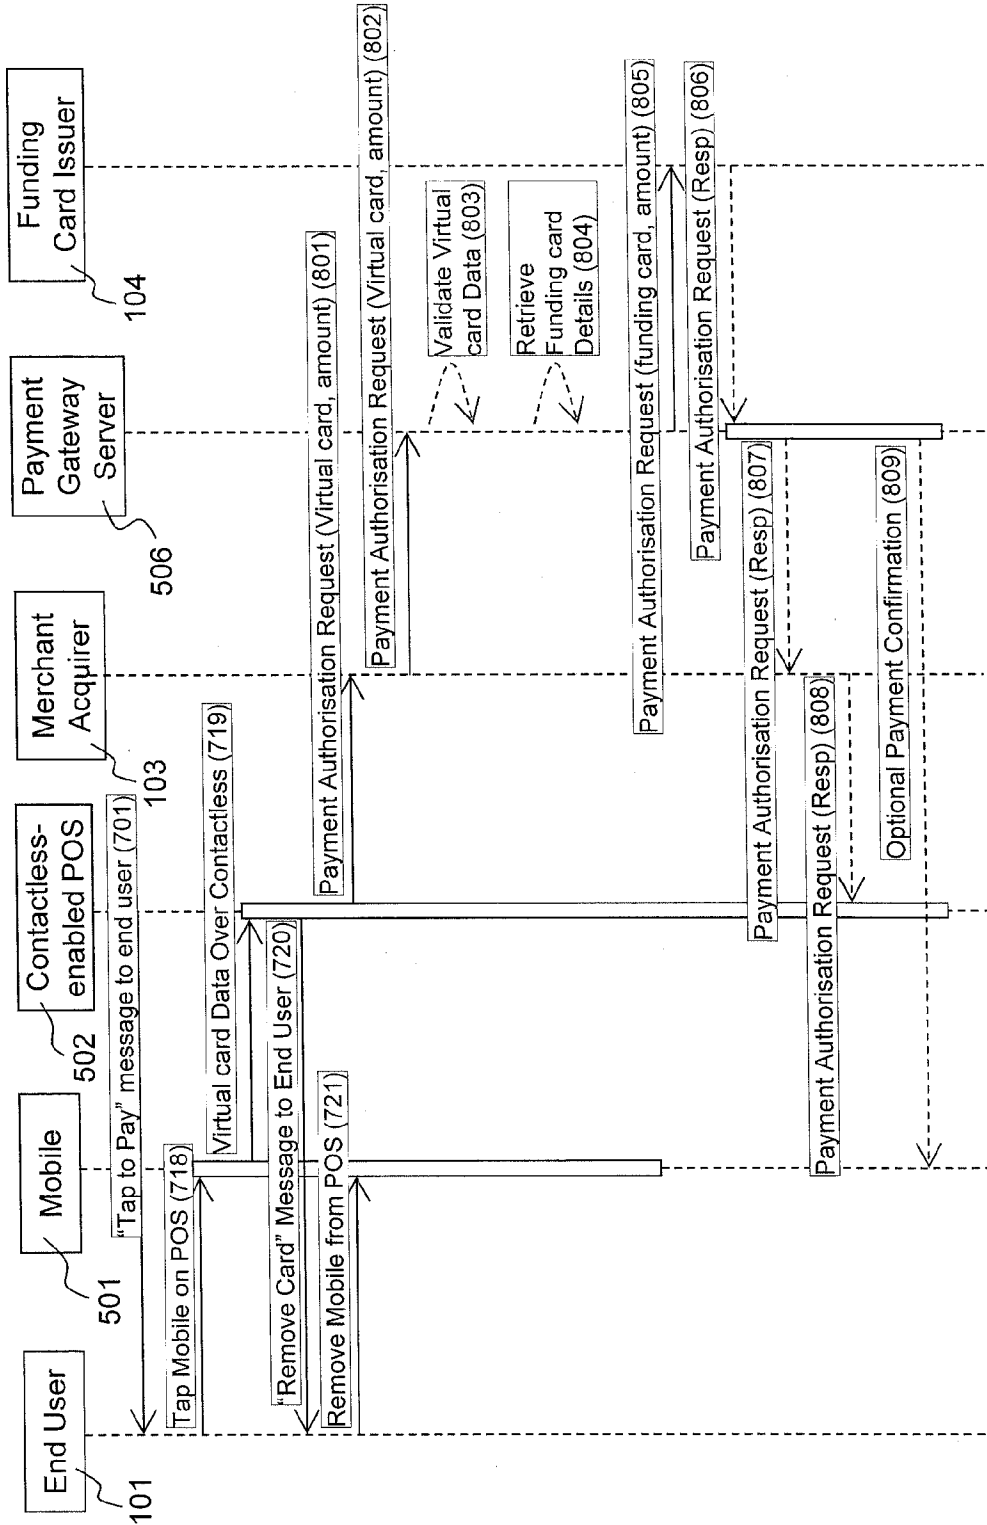 End User
101
Mobile
501
Contactless-
enabled POS
502
Merchant
Acquirer
103
Payment
Gateway
Server
506
Funding
Card Issuer
104
“Tap to Pay” message to end user (701)
Tap Mobile on POS (718)
Virtual card Data Over Contactless (719)
“Remove Card” Message to End User (720)
Remove Mobile from POS (721)
Payment Authorisation Request (Virtual card, amount) (801)
Payment Authorisation Request (Virtual card, amount) (802)
Validate Virtual
card Data (803)
Retrieve
Funding card
Details (804)
Payment Authorisation Request (funding card, amount) (805)
Payment Authorisation Request (Resp) (806)
Payment Authorisation Request (Resp) (807)
Payment Authorisation Request (Resp) (808)
Optional Payment Confirmation (809)